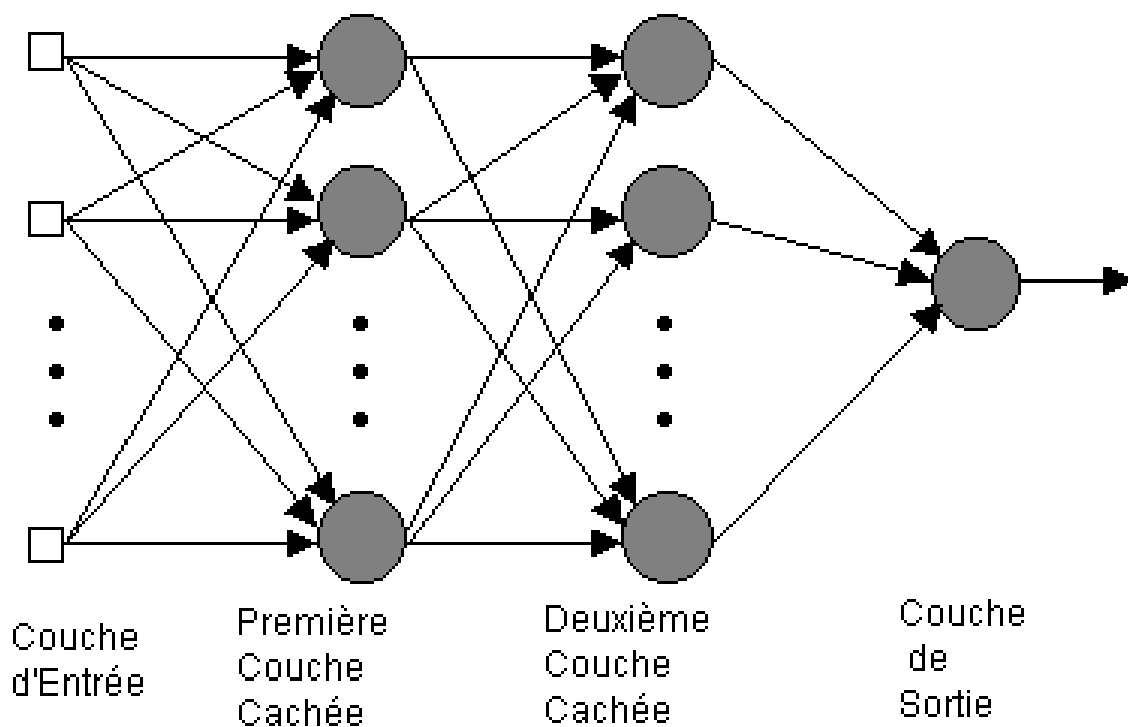 Couche
d'Entrée
Première
Couche
Cachée
Deuxième
Couche
Cachée
Couche
de
Sortie